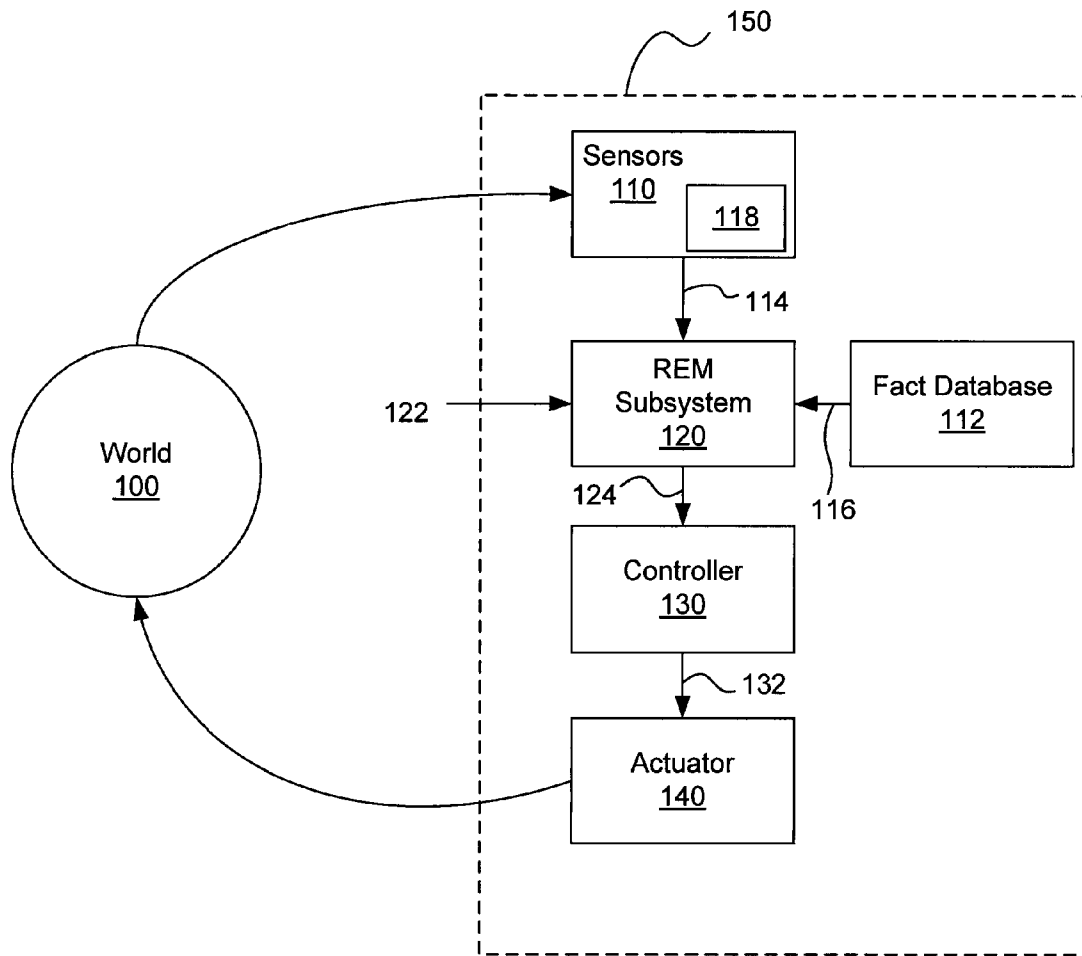 150
Sensors
110
118
114
REM
Subsystem
120
Fact Database
112
122
116
124
World
100
Controller
130
132
Actuator
140